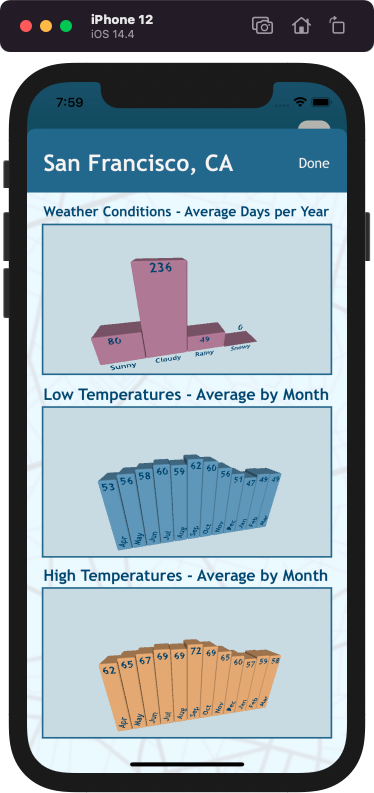 iPhone 12
iOS 14.4
7:59
San Francisco, CA
Done
Weather Conditions - Average Days per Year
80 236 49 0
Sunny Cloudy Rainy Snowy
Low Temperatures - Average by Month
53 56 58 60 59 62 60 56 51 47 49 49
Apr May Jun Jul Aug Sep Oct Nov Dec Jan Feb Mar
High Temperatures - Average by Month
62 65 67 69 69 72 69 65 60 57 59 58
Apr May Jun Jul Aug Sep Oct Nov Dec Jan Feb Mar